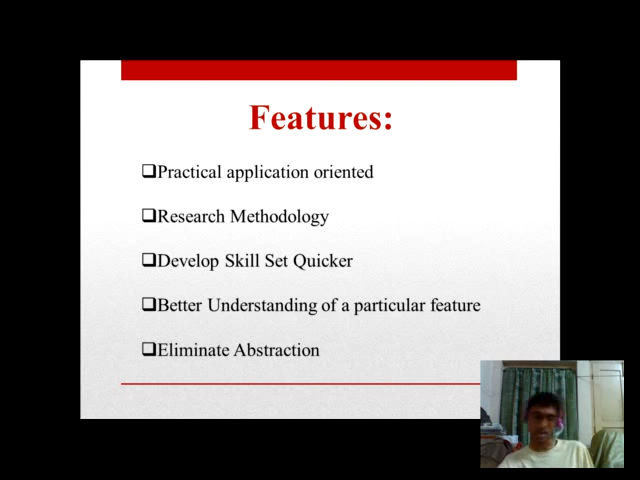 Features:
❑Practical application oriented
❑Research Methodology
❑Develop Skill Set Quicker
❑Better Understanding of a particular feature
❑Eliminate Abstraction